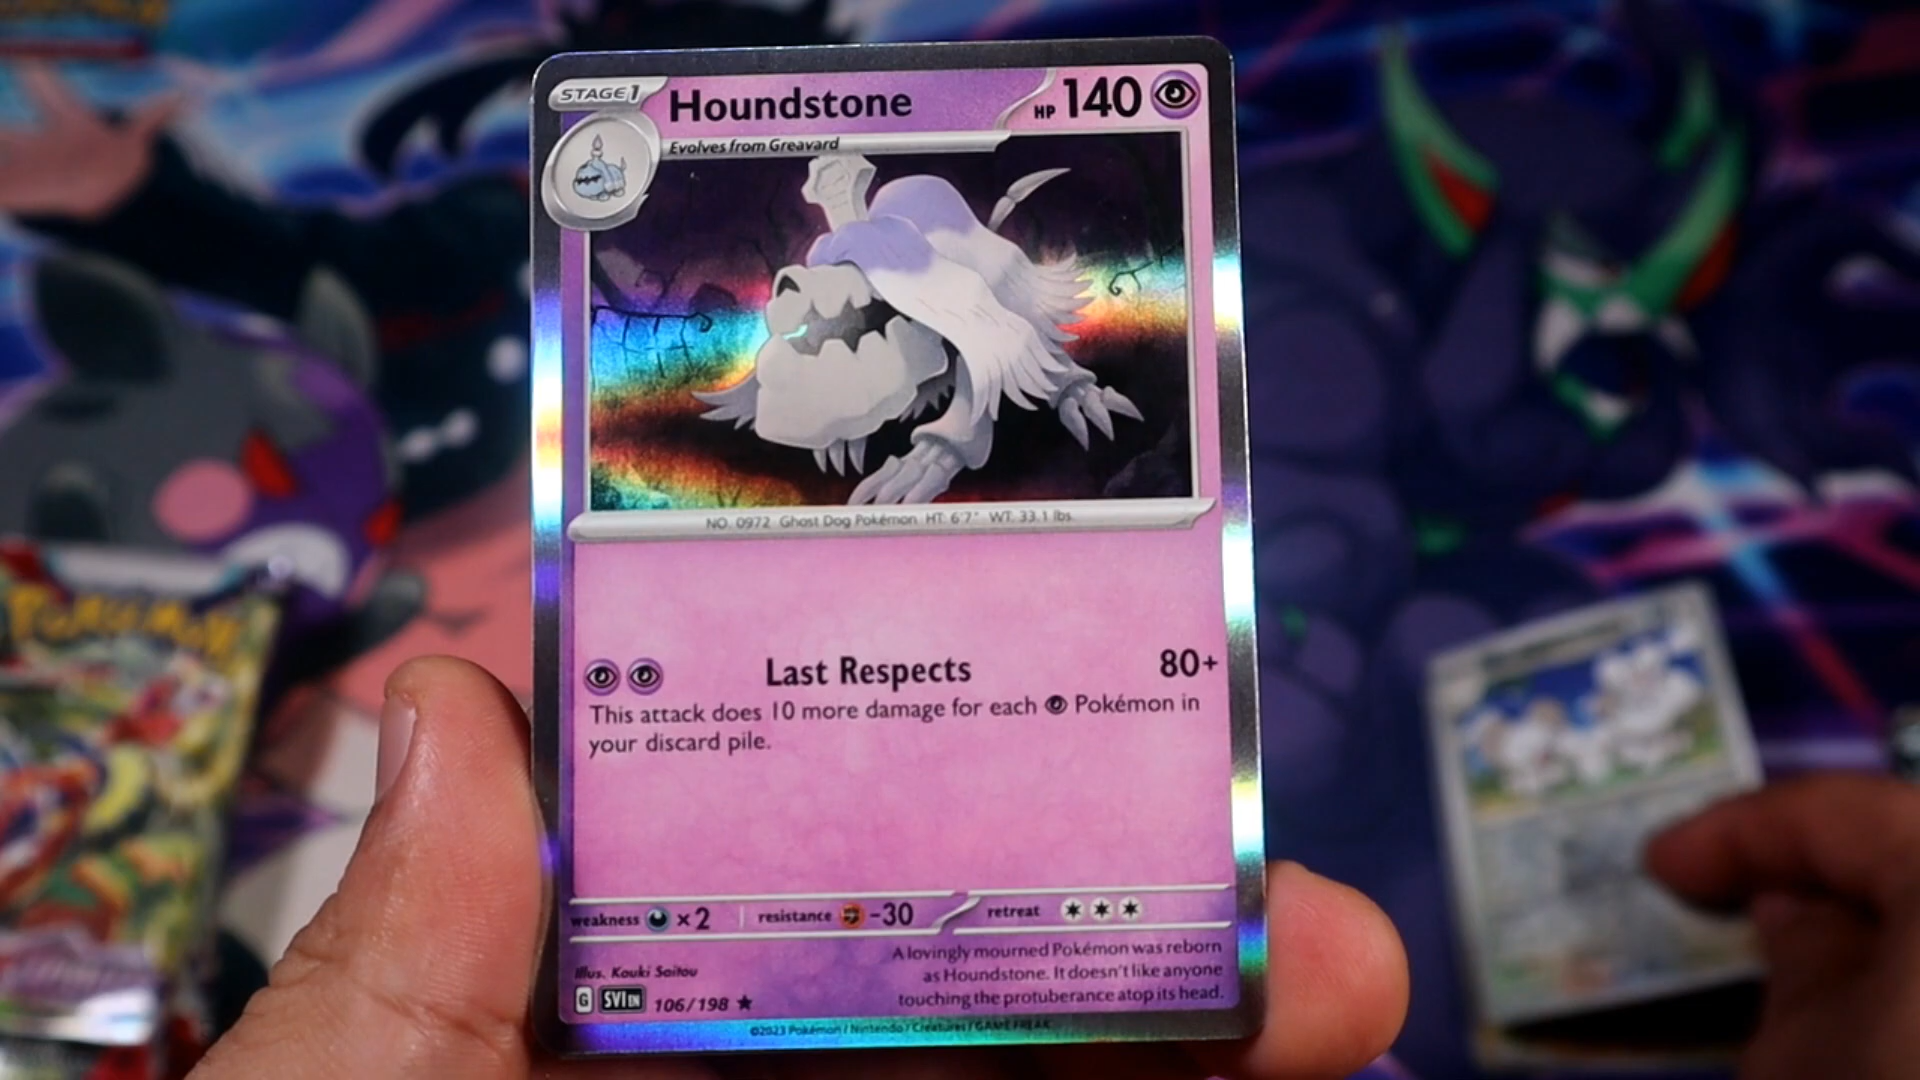 STAGE 1
Houndstone
HP 140
Evolves from Greavard
NO. 0972 Ghost Dog Pokémon HT: 6'7" WT: 33.1 lbs.
Last Respects 80+
This attack does 10 more damage for each Pokémon in
your discard pile.
weakness ×2 resistance -30 retreat
A lovingly mourned Pokémon was reborn
as Houndstone. It doesn't like anyone
touching the protuberance atop its head.
Illus. Kouki Saitou
G SVI EN 106/198 ★
©2023 Pokémon / Nintendo / Creatures / GAME FREAK
POKÉMON